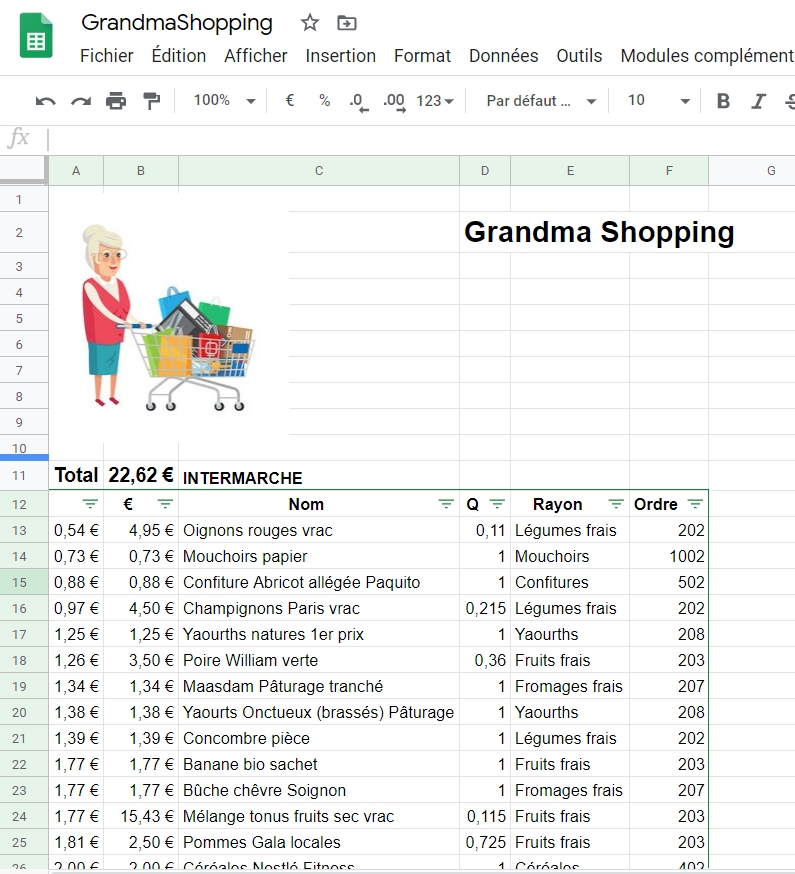 GrandmaShopping
Fichier Édition Afficher Insertion Format Données Outils Modules complément
100% € % .0 .00 123 Par défaut ... 10 B I S
fx
A B C D E F G
1
2 Grandma Shopping
3
4
5
6
7
8
9
10
11 Total 22,62 € INTERMARCHE
12 € Nom Q Rayon Ordre
13 0,54 € 4,95 € Oignons rouges vrac 0,11 Légumes frais 202
14 0,73 € 0,73 € Mouchoirs papier 1 Mouchoirs 1002
15 0,88 € 0,88 € Confiture Abricot allégée Paquito 1 Confitures 502
16 0,97 € 4,50 € Champignons Paris vrac 0,215 Légumes frais 202
17 1,25 € 1,25 € Yaourths natures 1er prix 1 Yaourths 208
18 1,26 € 3,50 € Poire William verte 0,36 Fruits frais 203
19 1,34 € 1,34 € Maasdam Pâturage tranché 1 Fromages frais 207
20 1,38 € 1,38 € Yaourts Onctueux (brassés) Pâturage 1 Yaourths 208
21 1,39 € 1,39 € Concombre pièce 1 Légumes frais 202
22 1,77 € 1,77 € Banane bio sachet 1 Fruits frais 203
23 1,77 € 1,77 € Bûche chêvre Soignon 1 Fromages frais 207
24 1,77 € 15,43 € Mélange tonus fruits sec vrac 0,115 Fruits frais 203
25 1,81 € 2,50 € Pommes Gala locales 0,725 Fruits frais 203
26 2,00 € 2,00 € Céréales Nestlé Fitness 1 Céréales 402